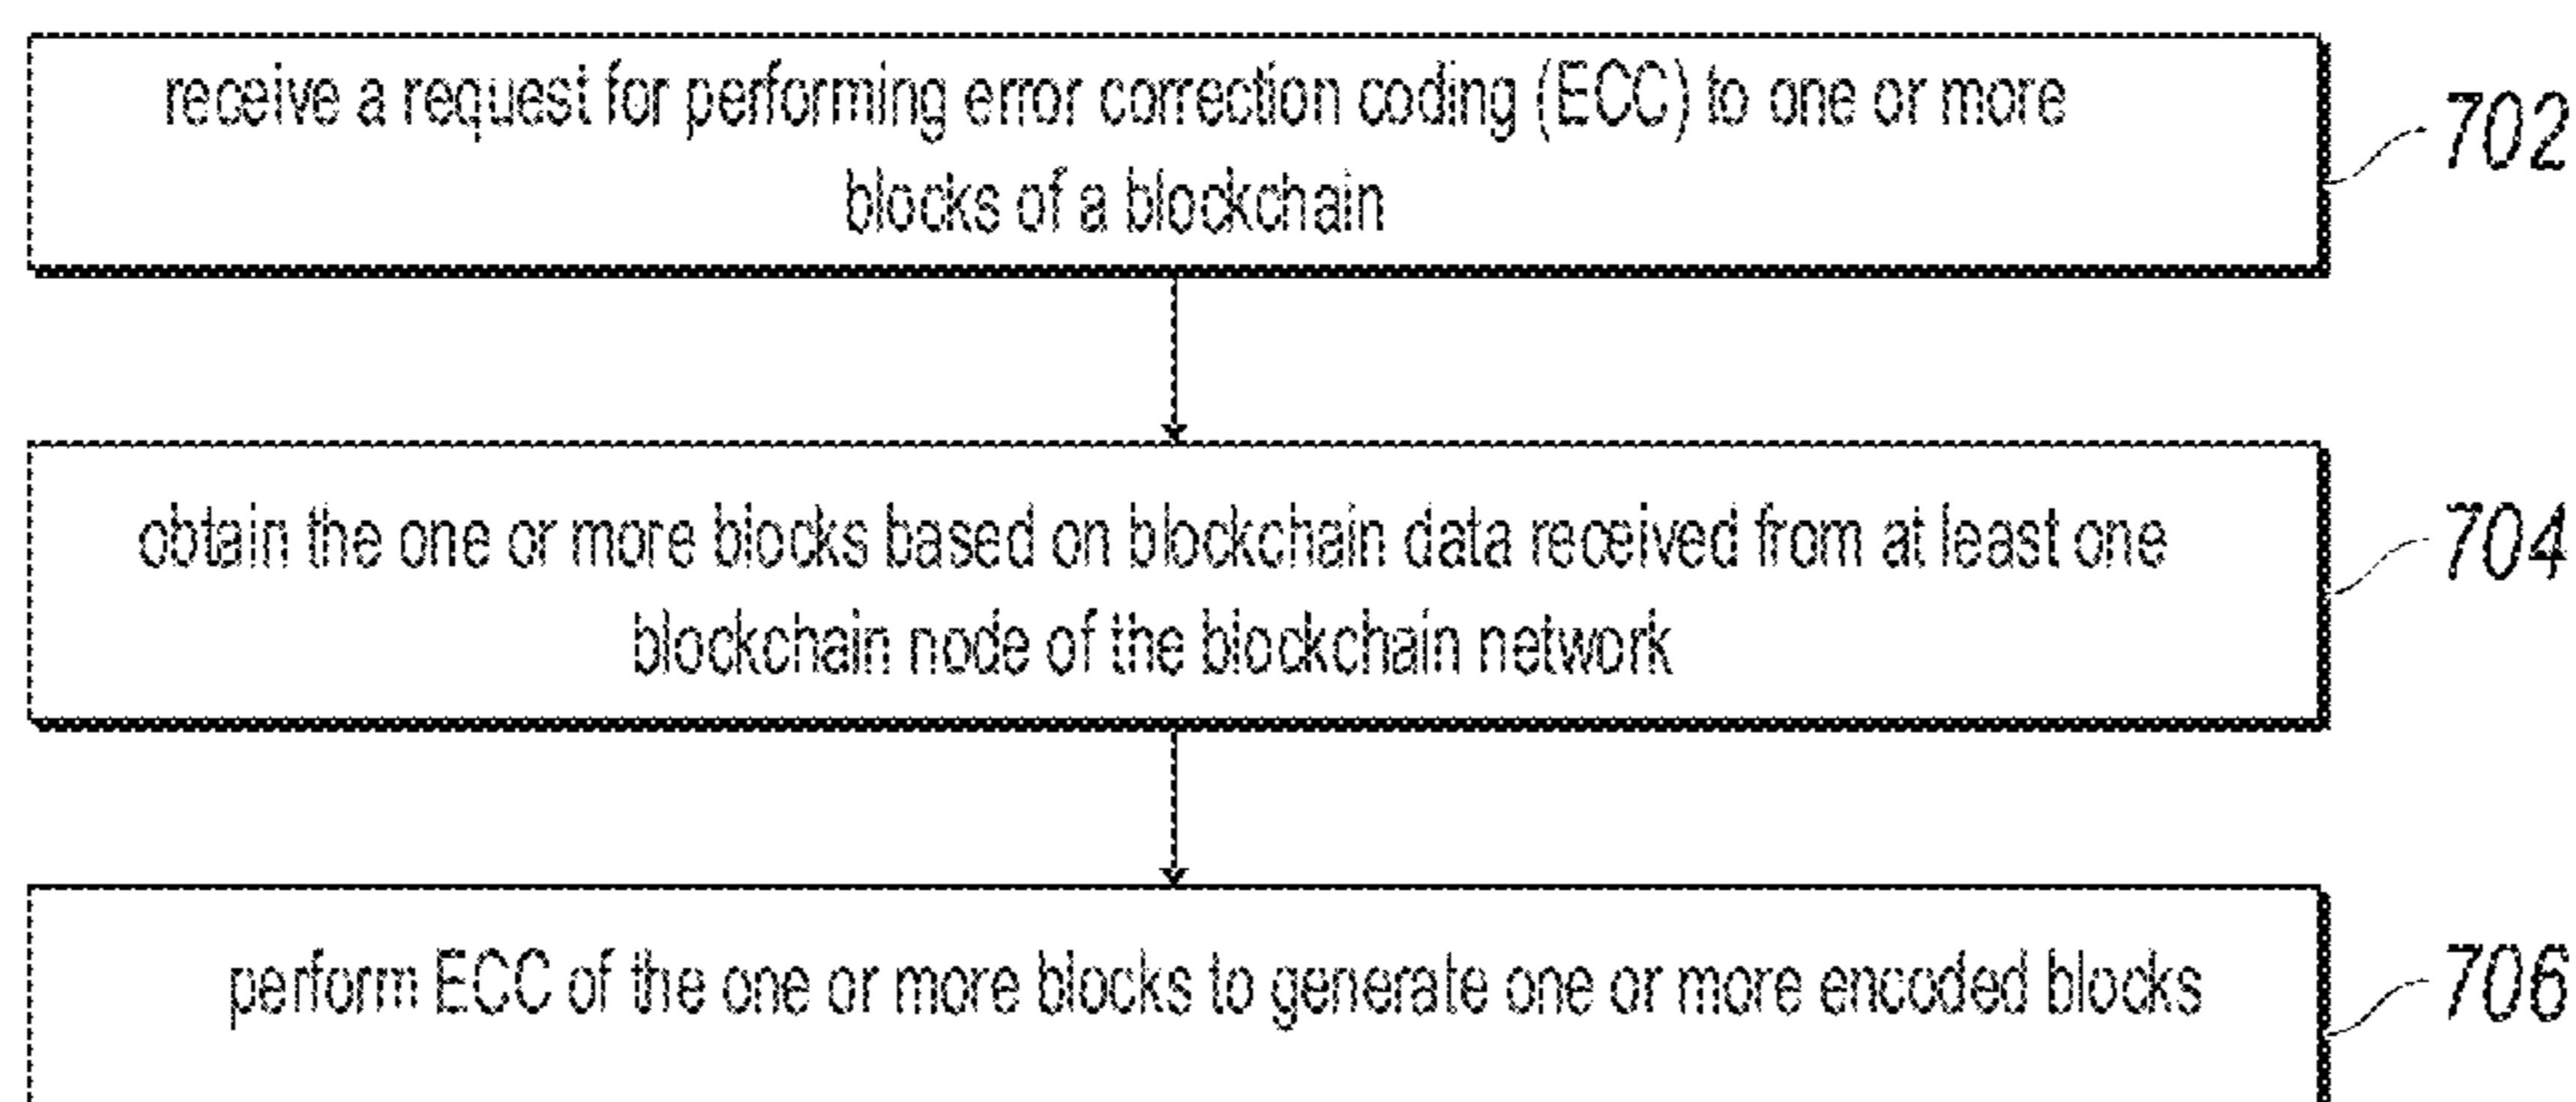 receive a request for performing error correction coding (ECC) to one or more
blocks of a blockchain
702
obtain the one or more blocks based on blockchain data received from at least one
blockchain node of the blockchain network
704
perform ECC of the one or more blocks to generate one or more encoded blocks
706